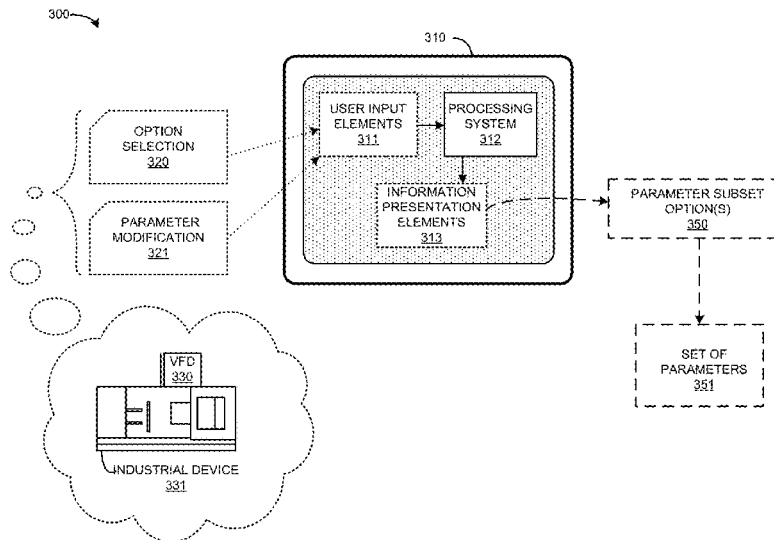 300
310
OPTION
SELECTION
320
PARAMETER
MODIFICATION
321
USER INPUT
ELEMENTS
311
PROCESSING
SYSTEM
312
INFORMATION
PRESENTATION
ELEMENTS
313
PARAMETER SUBSET
OPTION(S)
350
SET OF
PARAMETERS
351
VFD
330
INDUSTRIAL DEVICE
331